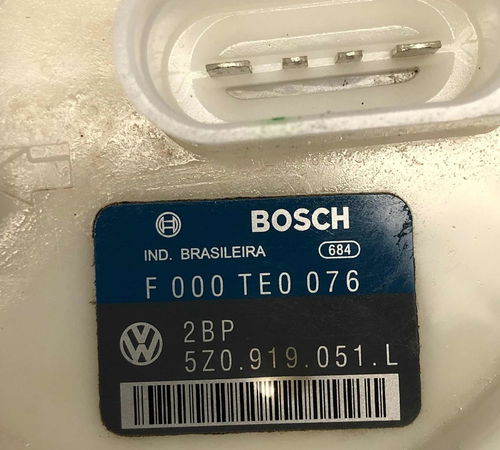 BOSCH
IND. BRASILEIRA 684
F 000 TE0 076
2BP
5Z0.919.051.L